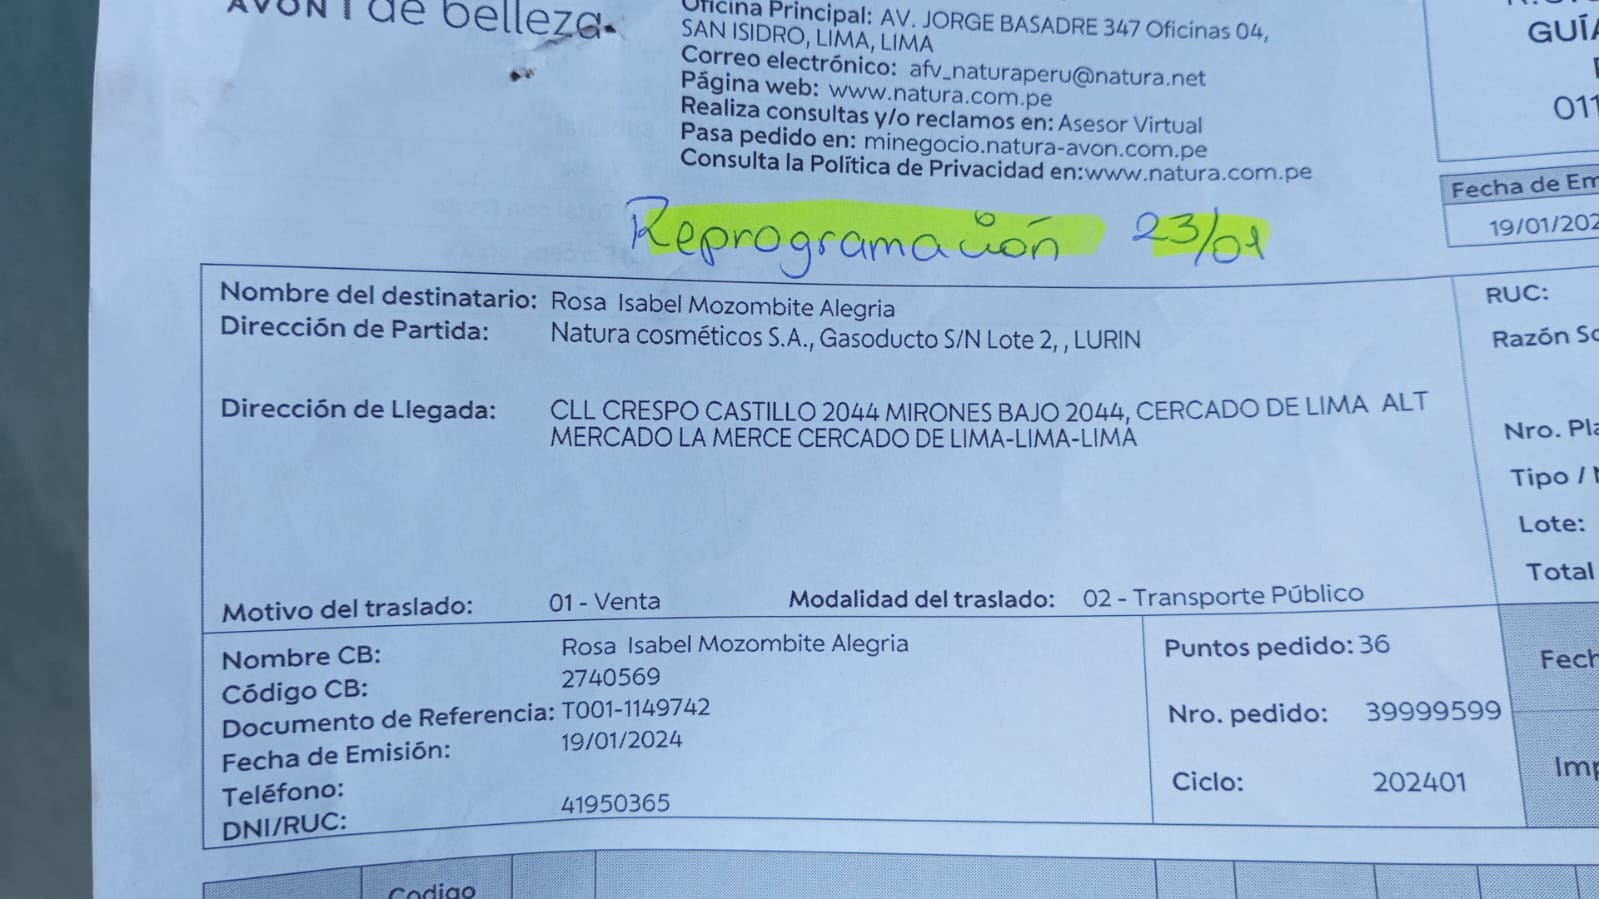 AVON | de belleza
Oficina Principal: AV. JORGE BASADRE 347 Oficinas 04,
SAN ISIDRO, LIMA, LIMA
Correo electrónico: afv_naturaperu@natura.net
Página web: www.natura.com.pe
Realiza consultas y/o reclamos en: Asesor Virtual
Pasa pedido en: minegocio.natura-avon.com.pe
Consulta la Política de Privacidad en:www.natura.com.pe
GUÍA
011
Fecha de Em
19/01/202
Reprogramación 23/01
Nombre del destinatario: Rosa Isabel Mozombite Alegria
Dirección de Partida: Natura cosméticos S.A., Gasoducto S/N Lote 2, , LURIN
Dirección de Llegada: CLL CRESPO CASTILLO 2044 MIRONES BAJO 2044, CERCADO DE LIMA ALT
MERCADO LA MERCE CERCADO DE LIMA-LIMA-LIMA
Motivo del traslado: 01 - Venta Modalidad del traslado: 02 - Transporte Público
RUC:
Razón So
Nro. Pla
Tipo /
Lote:
Total
Nombre CB: Rosa Isabel Mozombite Alegria
Código CB: 2740569
Documento de Referencia: T001-1149742
Fecha de Emisión: 19/01/2024
Teléfono:
DNI/RUC: 41950365
Puntos pedido: 36
Nro. pedido: 39999599
Ciclo: 202401
Fech
Imp
Codigo